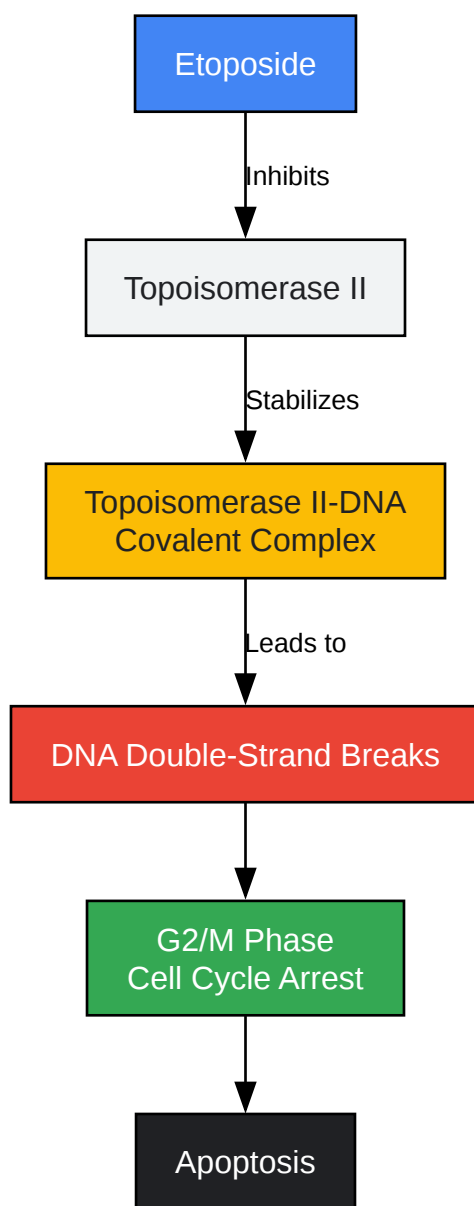 Etoposide
Inhibits
Topoisomerase II
Stabilizes
Topoisomerase II-DNA
Covalent Complex
Leads to
DNA Double-Strand Breaks
G2/M Phase
Cell Cycle Arrest
Apoptosis